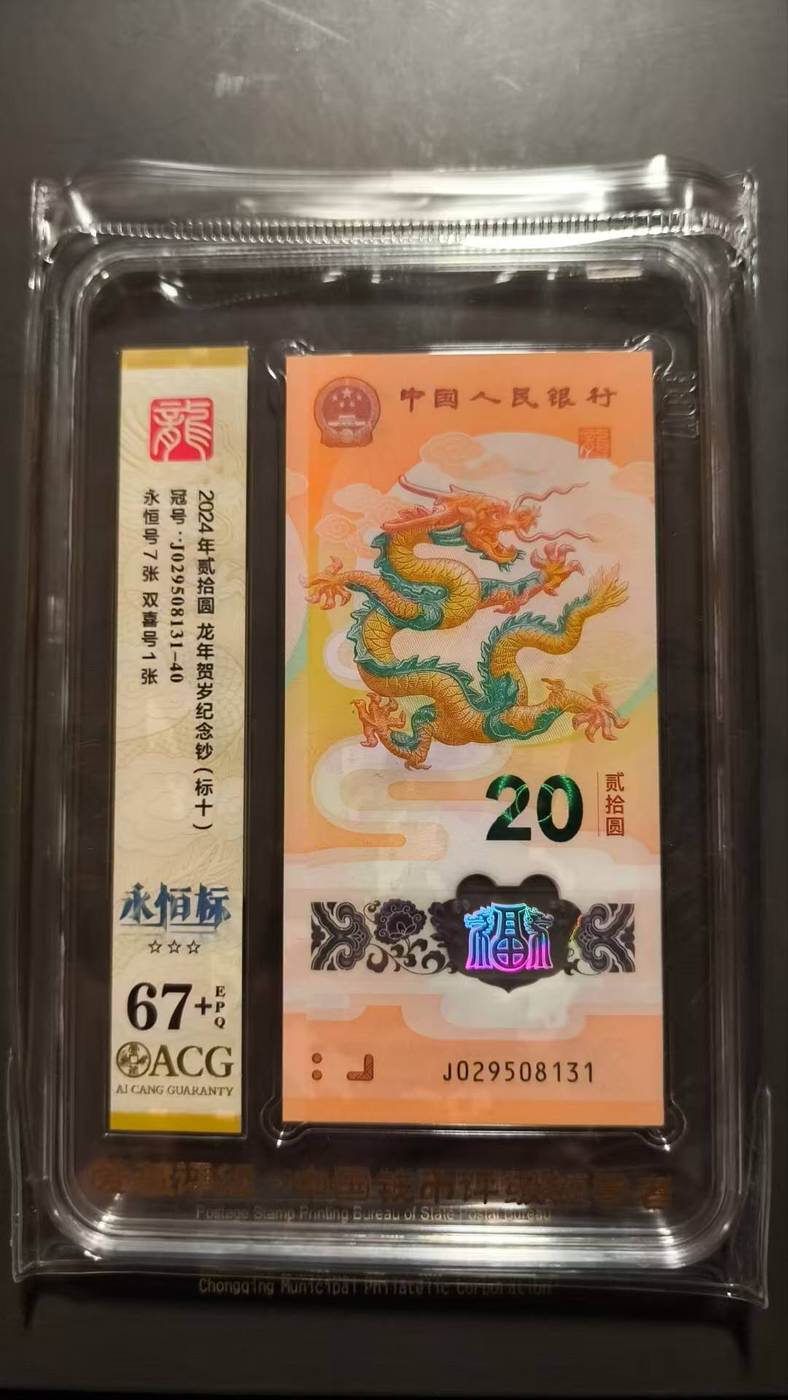 龍
2024年贰拾圆 龙年贺岁纪念钞(标十)
冠号:J029508131-40
永恒号7张 双喜号1张
永恒标
☆☆☆
67+EPQ
ACG
AI CANG GUARANTY
中国人民银行
龍
20
贰拾圆
福
J029508131
Postage Stamp Printing Bureau of State Postal Bureau
Chongqing Municipal Philatelic Corporation